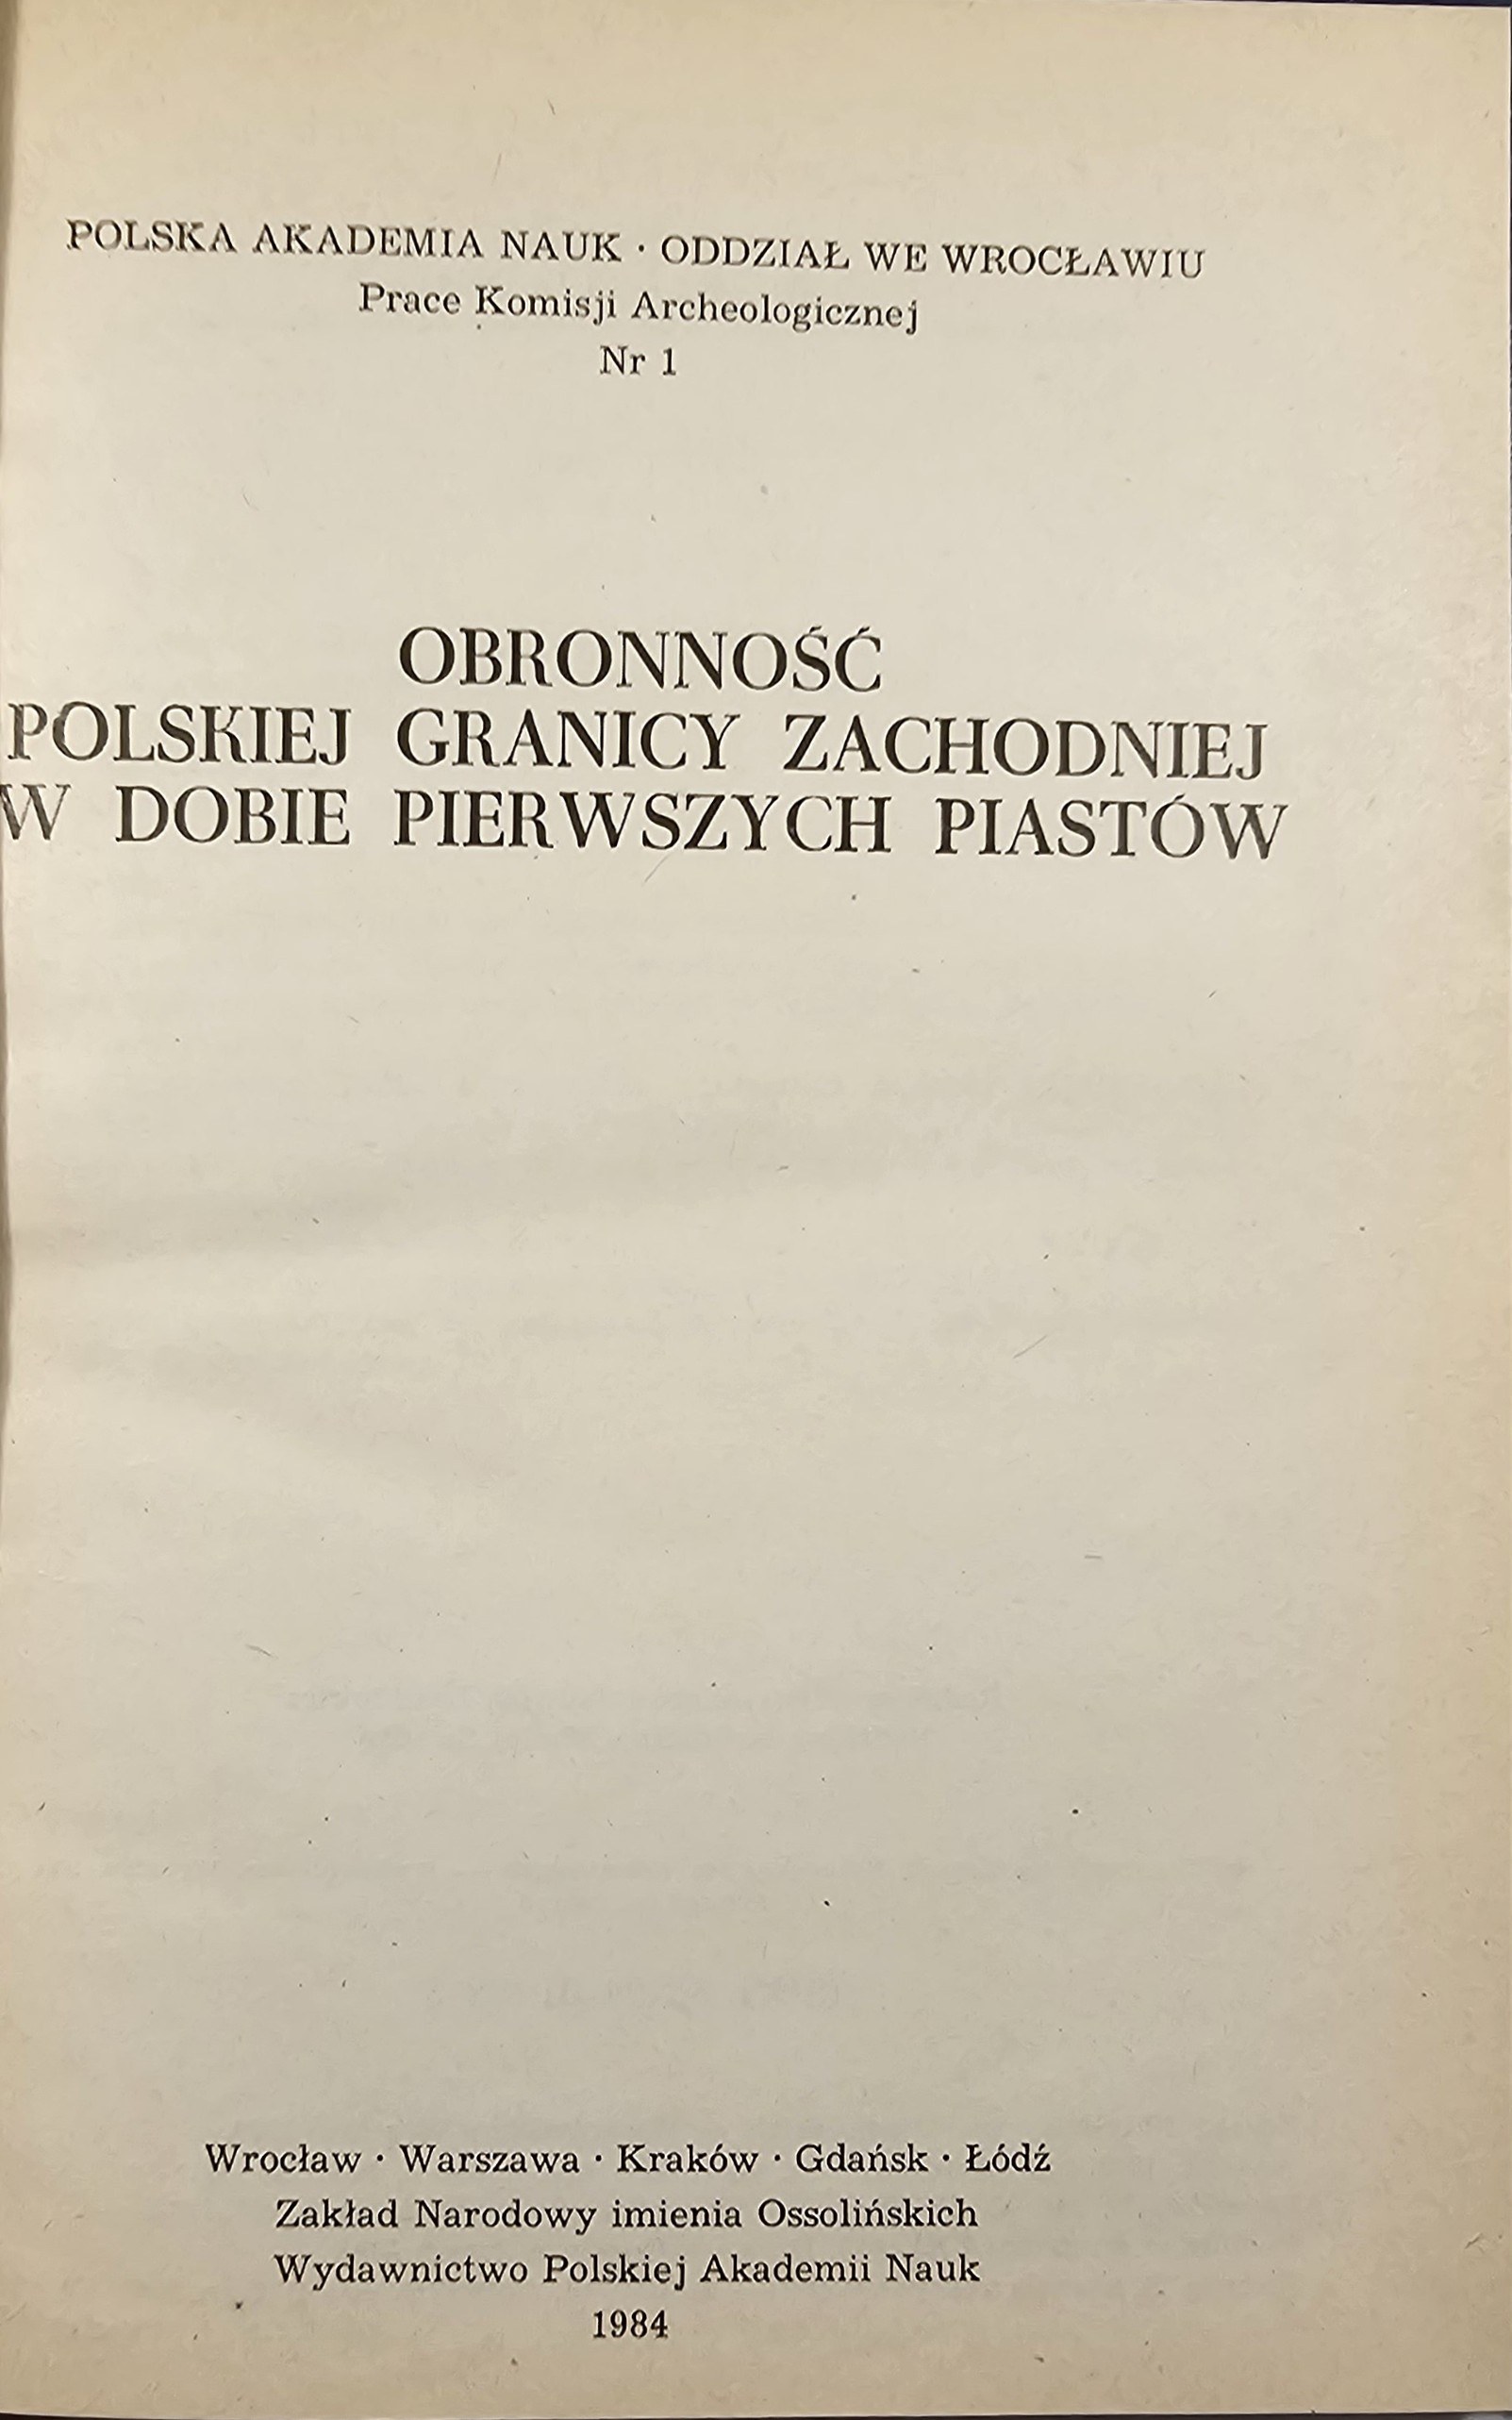 POLSKA AKADEMIA NAUK · ODDZIAŁ WE WROCŁAWIU
Prace Komisji Archeologicznej
Nr 1
OBRONNOŚĆ
POLSKIEJ GRANICY ZACHODNIEJ
W DOBIE PIERWSZYCH PIASTÓW
Wrocław · Warszawa · Kraków · Gdańsk · Łódź
Zakład Narodowy imienia Ossolińskich
Wydawnictwo Polskiej Akademii Nauk
1984